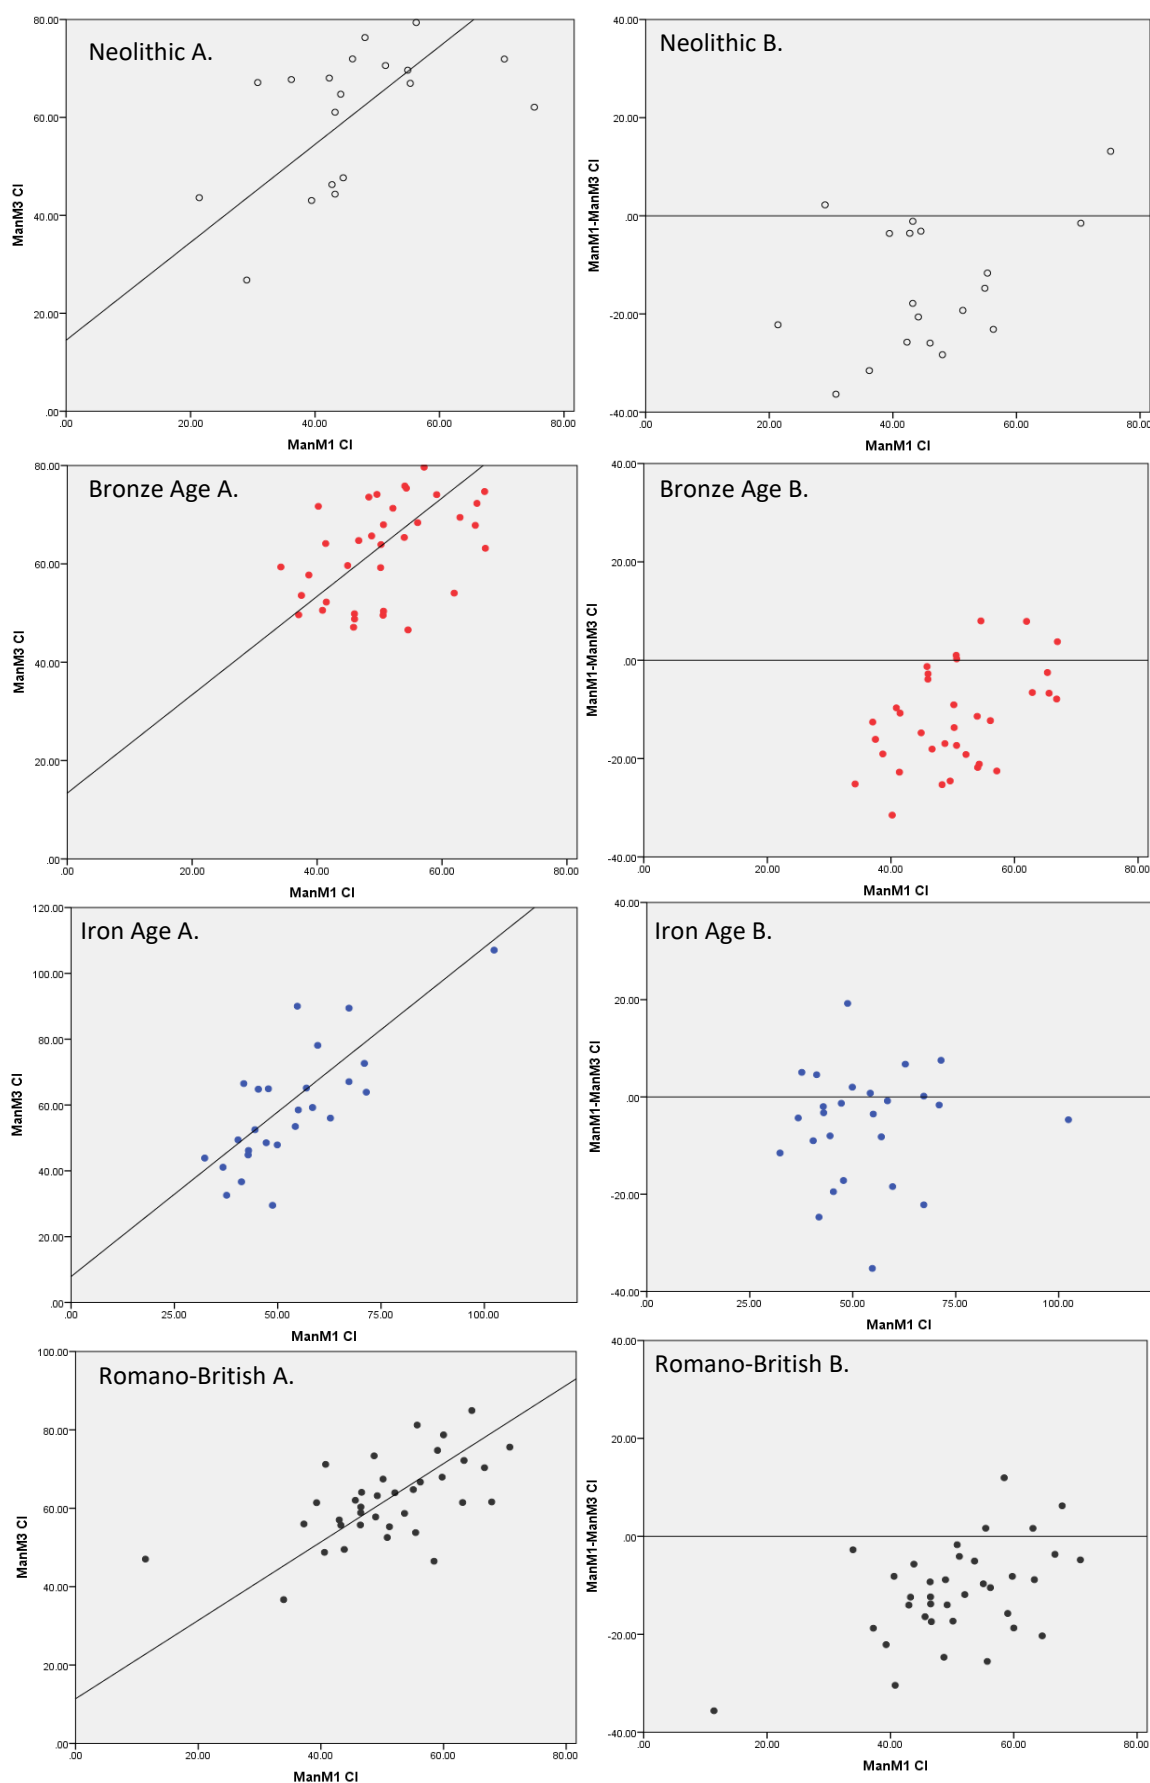 Neolithic A.
80.00
60.00
40.00
20.00
.00
ManM3 CI
.00 20.00 40.00 60.00 80.00
ManM1 CI
Neolithic B.
40.00
20.00
.00
-20.00
-40.00
ManM1-ManM3 CI
.00 20.00 40.00 60.00 80.00
ManM1 CI
Bronze Age A.
80.00
60.00
40.00
20.00
.00
ManM3 CI
.00 20.00 40.00 60.00 80.00
ManM1 CI
Bronze Age B.
40.00
20.00
.00
-20.00
-40.00
ManM1-ManM3 CI
.00 20.00 40.00 60.00 80.00
ManM1 CI
Iron Age A.
120.00
100.00
80.00
60.00
40.00
20.00
.00
ManM3 CI
.00 25.00 50.00 75.00 100.00
ManM1 CI
Iron Age B.
40.00
20.00
.00
-20.00
-40.00
ManM1-ManM3 CI
.00 25.00 50.00 75.00 100.00
ManM1 CI
Romano-British A.
100.00
80.00
60.00
40.00
20.00
.00
ManM3 CI
.00 20.00 40.00 60.00 80.00
ManM1 CI
Romano-British B.
40.00
20.00
.00
-20.00
-40.00
ManM1-ManM3 CI
.00 20.00 40.00 60.00 80.00
ManM1 CI